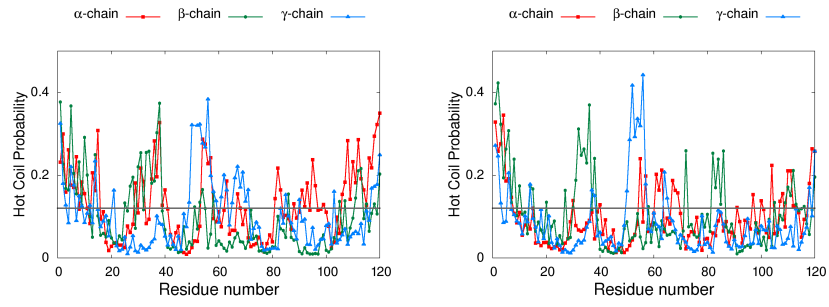 α-chain β-chain γ-chain
Hot Coil Probability
0.4
0.2
0
0 20 40 60 80 100 120
Residue number
α-chain β-chain γ-chain
Hot Coil Probability
0.4
0.2
0
0 20 40 60 80 100 120
Residue number